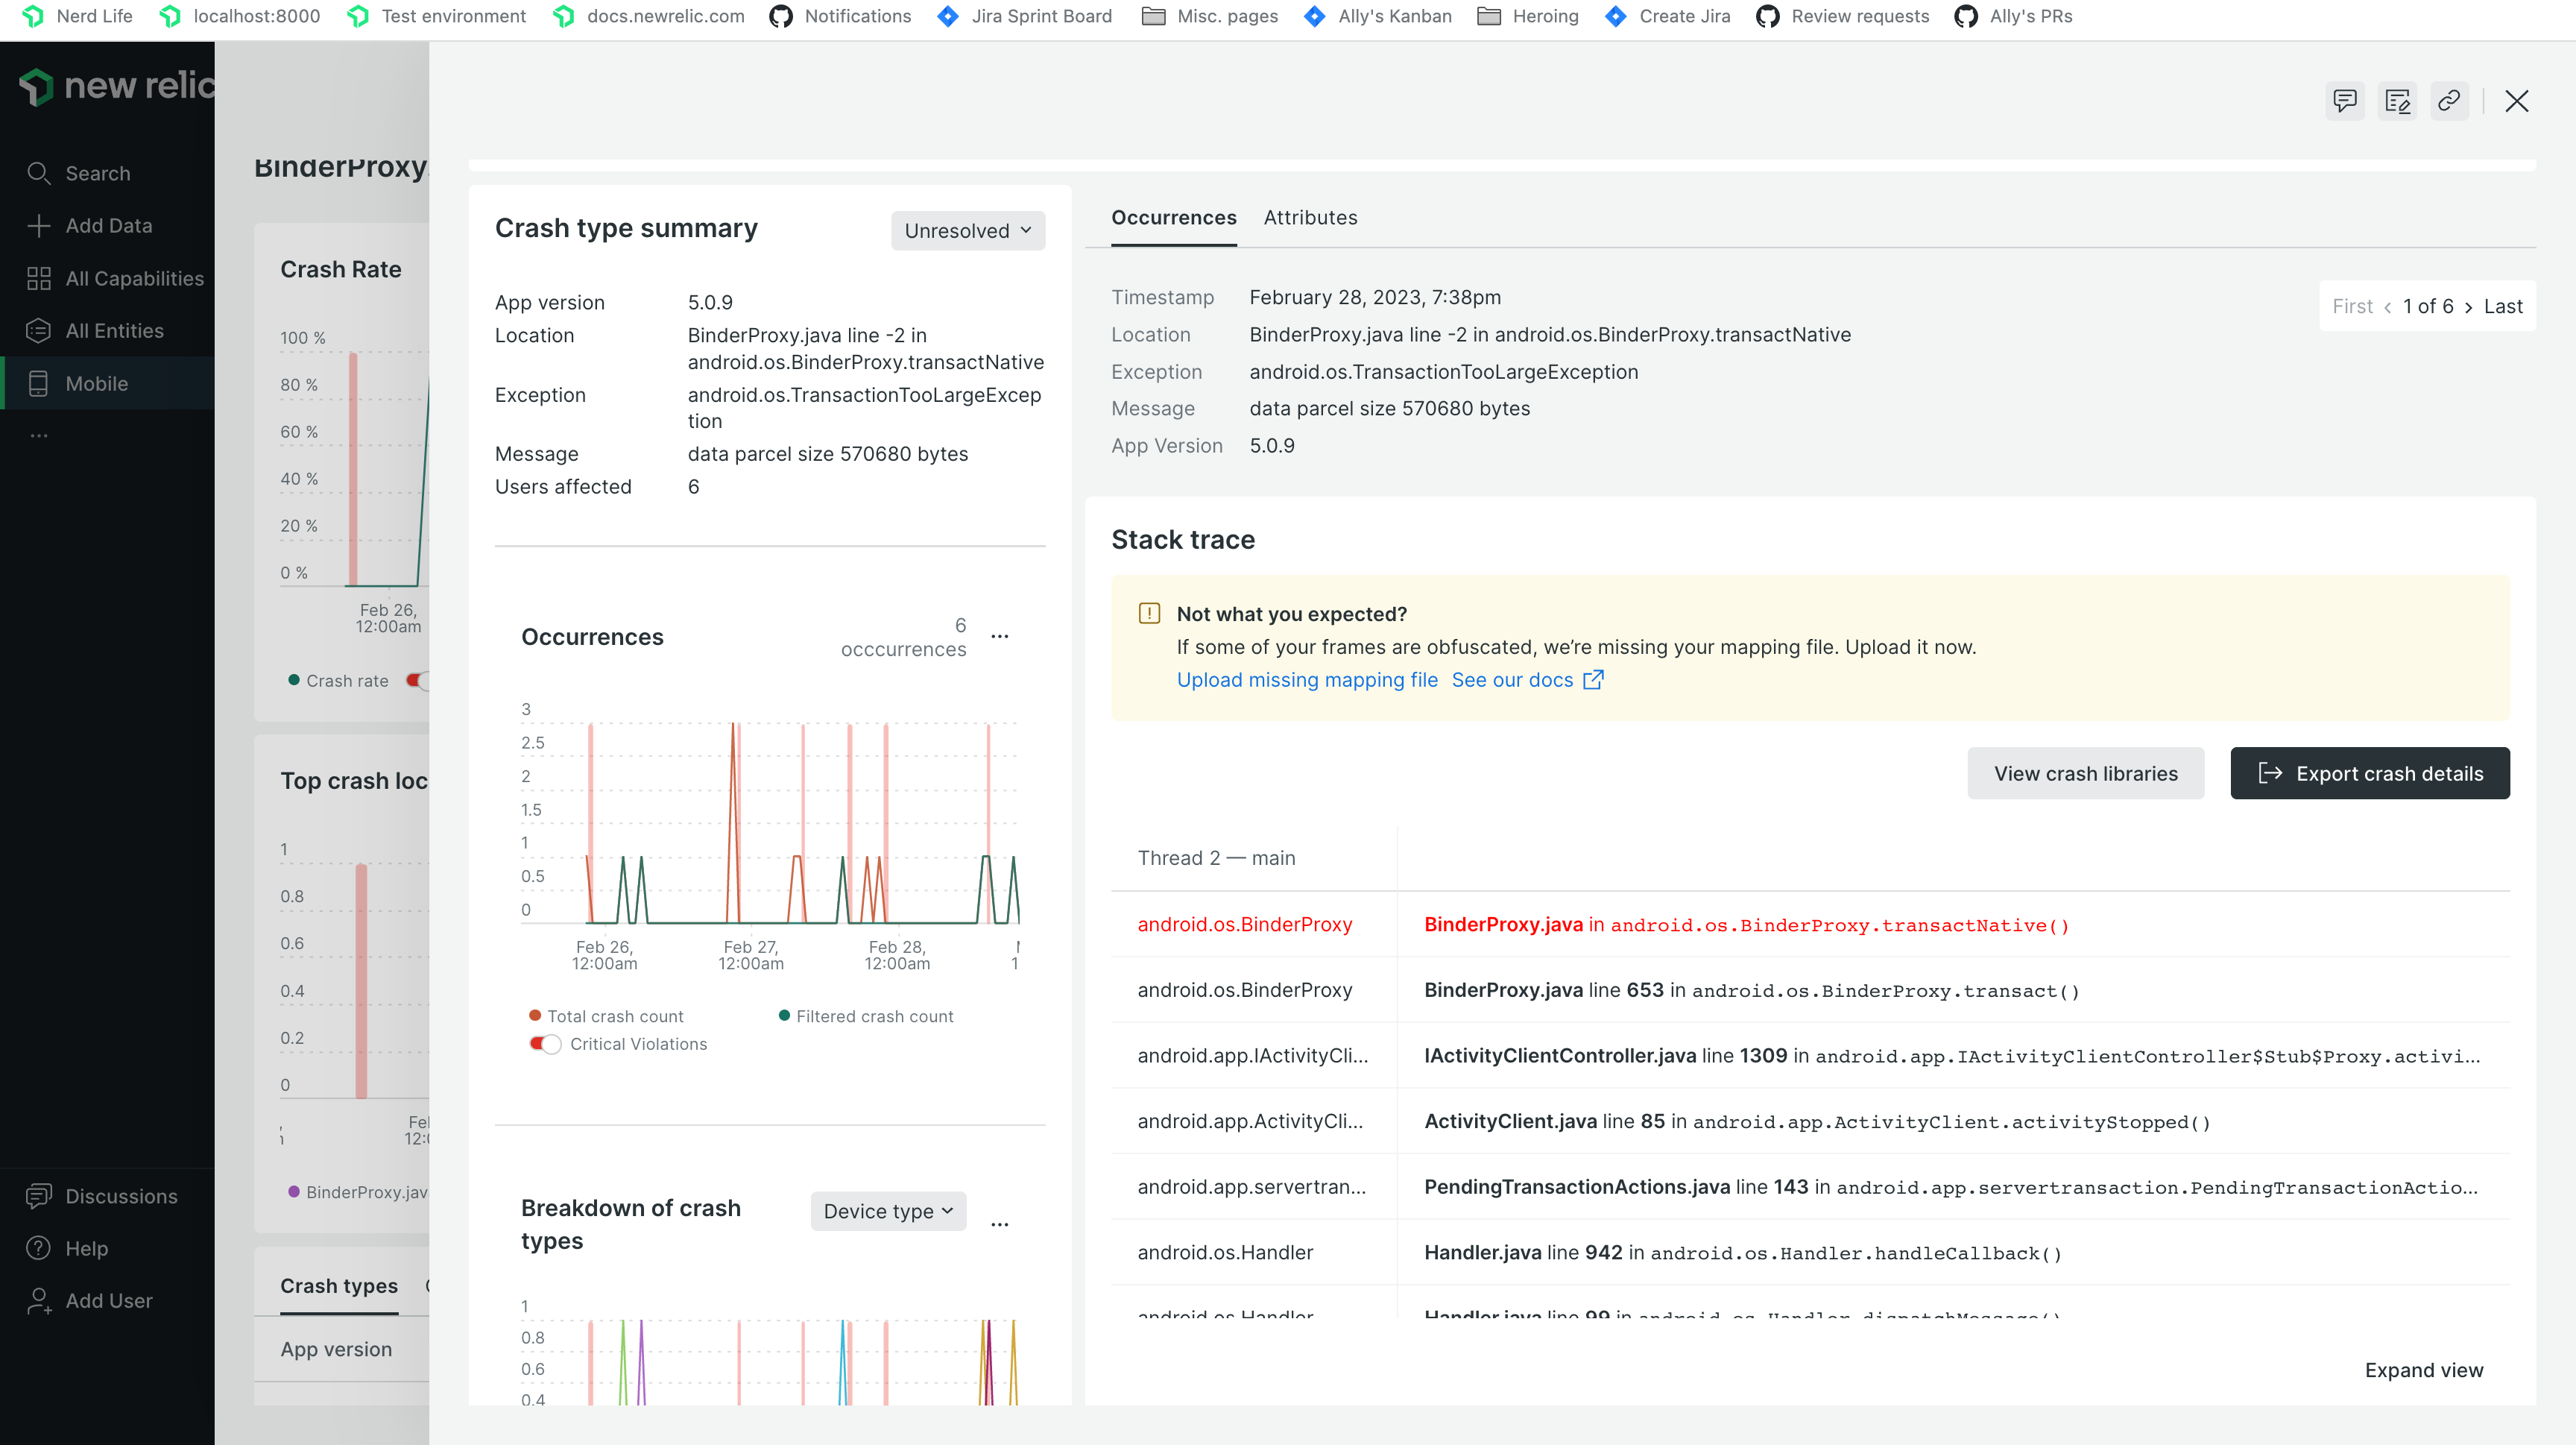 Nerd Life localhost:8000 Test environment docs.newrelic.com Notifications Jira Sprint Board Misc. pages Ally's Kanban Heroing Create Jira Review requests Ally's PRs
new relic
Search
Add Data
All Capabilities
All Entities
Mobile
...
Discussions
Help
Add User
BinderProxy.
Crash Rate
100 %
80 %
60 %
40 %
20 %
0 %
Feb 26,
12:00am
Crash rate
Top crash loc
1
0.8
0.6
0.4
0.2
0
BinderProxy.jav
Crash types
App version
Crash type summary
Unresolved
App version 5.0.9
Location BinderProxy.java line -2 in
android.os.BinderProxy.transactNative
Exception android.os.TransactionTooLargeExcep
tion
Message data parcel size 570680 bytes
Users affected 6
Occurrences
6
occcurrences
...
3
2.5
2
1.5
1
0.5
0
Feb 26,
12:00am
Feb 27,
12:00am
Feb 28,
12:00am
Total crash count
Filtered crash count
Critical Violations
Breakdown of crash
types
Device type
...
1
0.8
0.6
0.4
Occurrences Attributes
Timestamp February 28, 2023, 7:38pm
Location BinderProxy.java line -2 in android.os.BinderProxy.transactNative
Exception android.os.TransactionTooLargeException
Message data parcel size 570680 bytes
App Version 5.0.9
First < 1 of 6 > Last
Stack trace
Not what you expected?
If some of your frames are obfuscated, we’re missing your mapping file. Upload it now.
Upload missing mapping file See our docs
View crash libraries
Export crash details
Thread 2 — main
android.os.BinderProxy BinderProxy.java in android.os.BinderProxy.transactNative()
android.os.BinderProxy BinderProxy.java line 653 in android.os.BinderProxy.transact()
android.app.IActivityCli... IActivityClientController.java line 1309 in android.app.IActivityClientController$Stub$Proxy.activi...
android.app.ActivityCli... ActivityClient.java line 85 in android.app.ActivityClient.activityStopped()
android.app.servertran... PendingTransactionActions.java line 143 in android.app.servertransaction.PendingTransactionActio...
android.os.Handler Handler.java line 942 in android.os.Handler.handleCallback()
android.os.Handler Handler.java line 99 in android.os.Handler.dispatchMessage()
Expand view